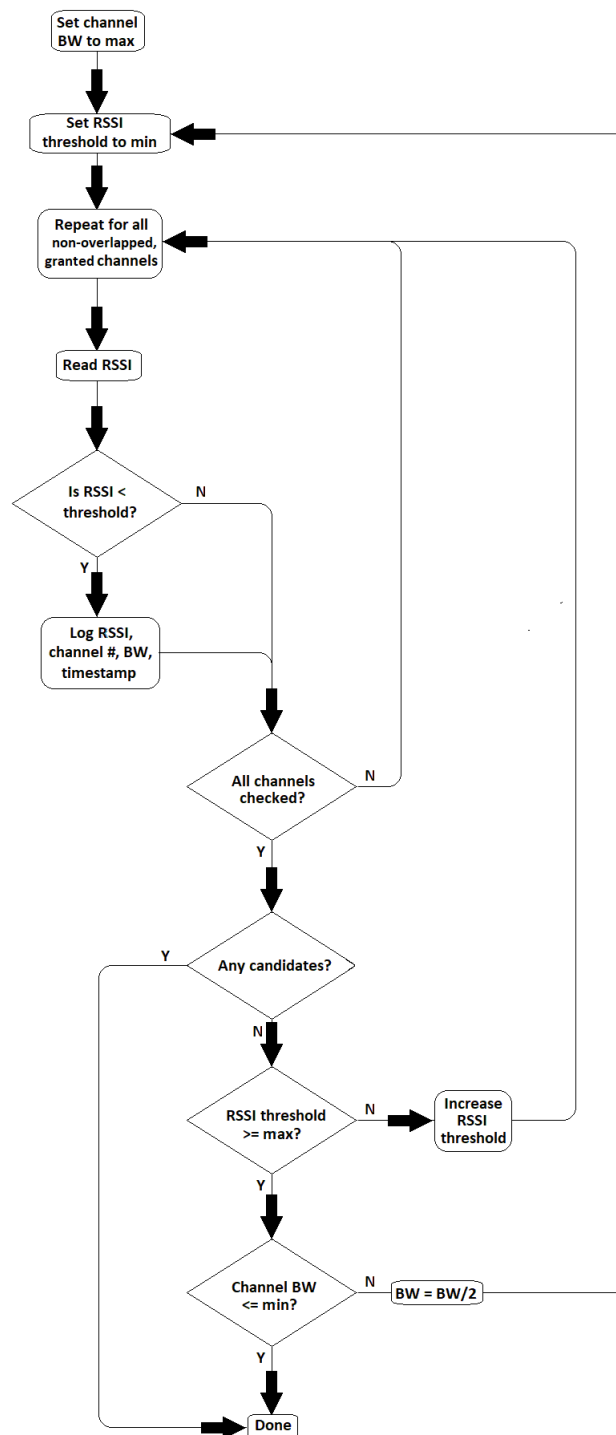 Set channel
BW to max
Set RSSI
threshold to min
Repeat for all
non-overlapped,
granted channels
Read RSSI
Is RSSI <
threshold?
N
Y
Log RSSI,
channel #, BW,
timestamp
All channels
checked?
N
Y
Any candidates?
Y
N
RSSI threshold
>= max?
N
Increase
RSSI
threshold
Y
Channel BW
<= min?
N
BW = BW/2
Y
Done